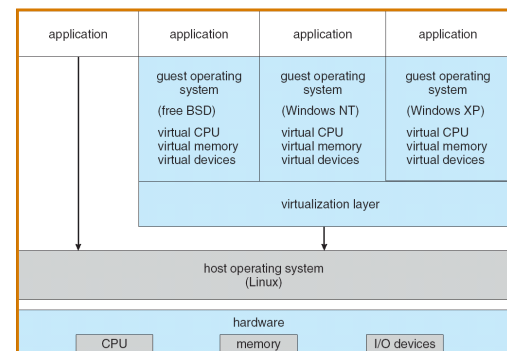 application
application
application
application
guest operating
system
(free BSD)
virtual CPU
virtual memory
virtual devices
guest operating
system
(Windows NT)
virtual CPU
virtual memory
virtual devices
guest operating
system
(Windows XP)
virtual CPU
virtual memory
virtual devices
virtualization layer
host operating system
(Linux)
hardware
CPU
memory
I/O devices